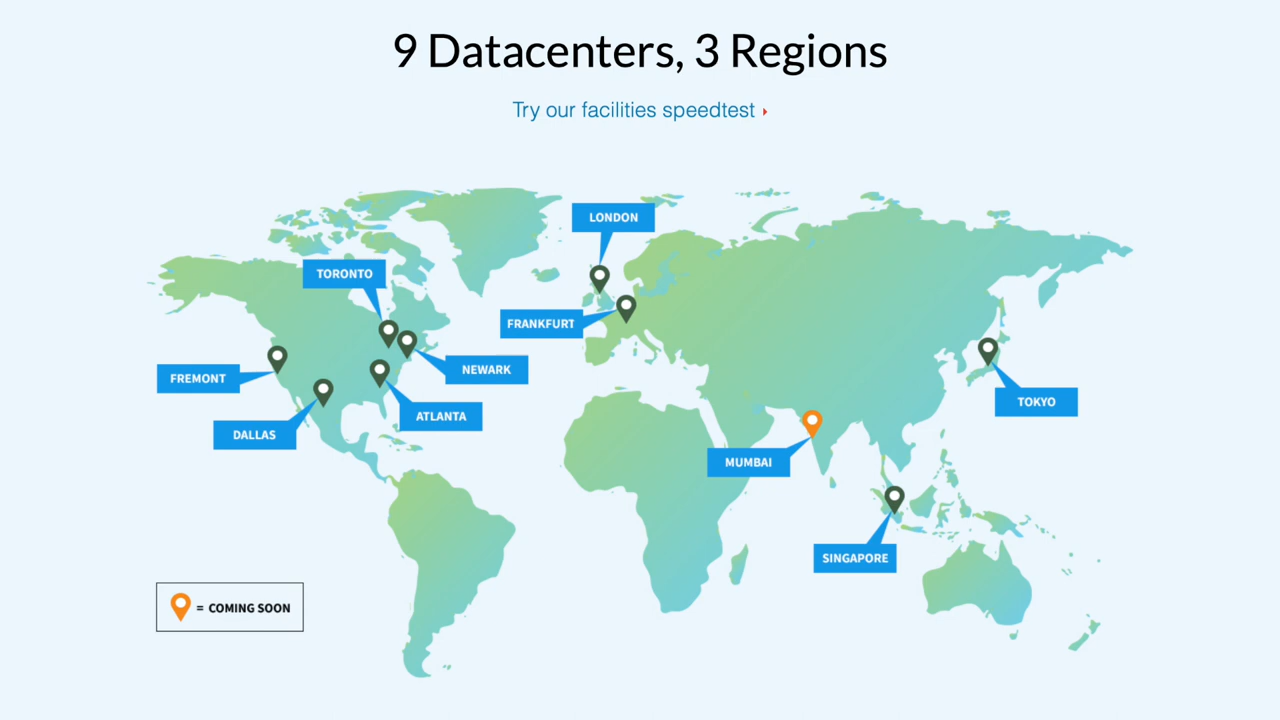 9 Datacenters, 3 Regions
Try our facilities speedtest
LONDON
TORONTO
FRANKFURT
NEWARK
FREMONT
TOKYO
ATLANTA
DALLAS
MUMBAI
SINGAPORE
= COMING SOON